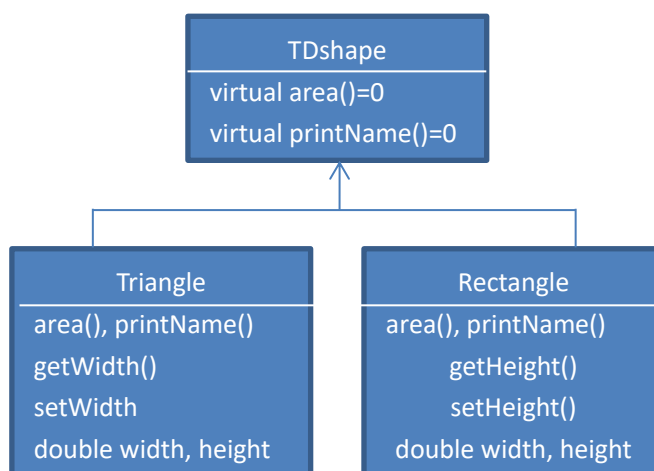 TDshape
virtual area()=0
virtual printName()=0
Triangle
area(), printName()
getWidth()
setWidth
double width, height
Rectangle
area(), printName()
getHeight()
setHeight()
double width, height